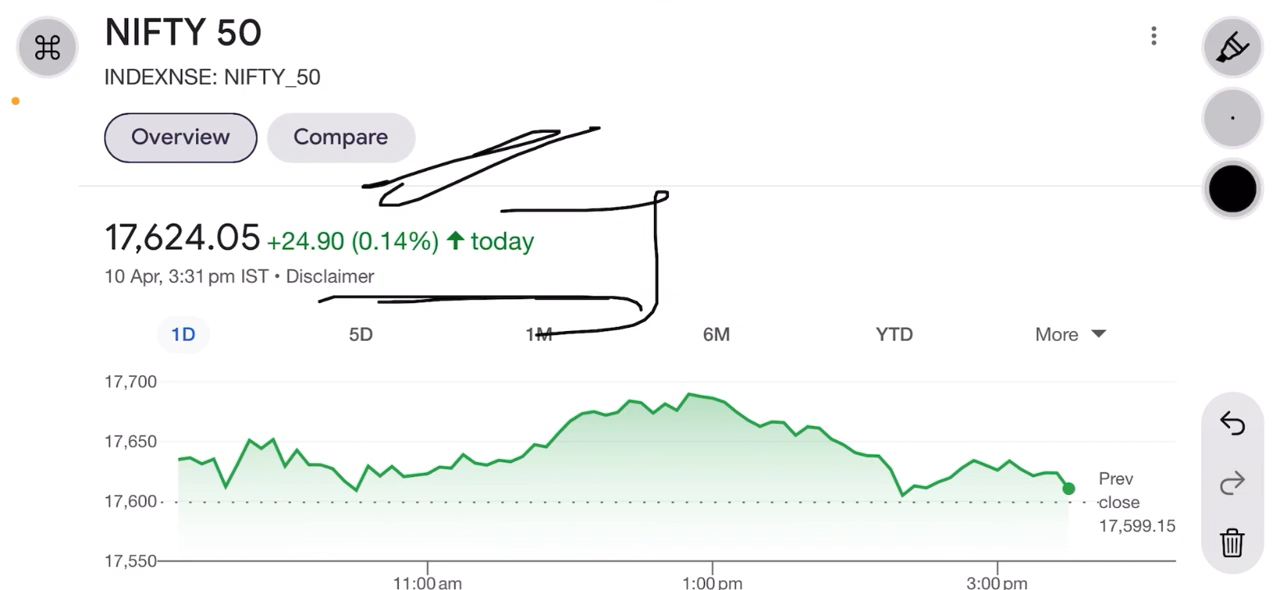 NIFTY 50
INDEXNSE: NIFTY_50
Overview Compare
17,624.05 +24.90 (0.14%) ↑ today
10 Apr, 3:31 pm IST • Disclaimer
1D 5D 1M 6M YTD More
17,700
17,650
17,600
17,550
Prev
close
17,599.15
11:00 am 1:00 pm 3:00 pm